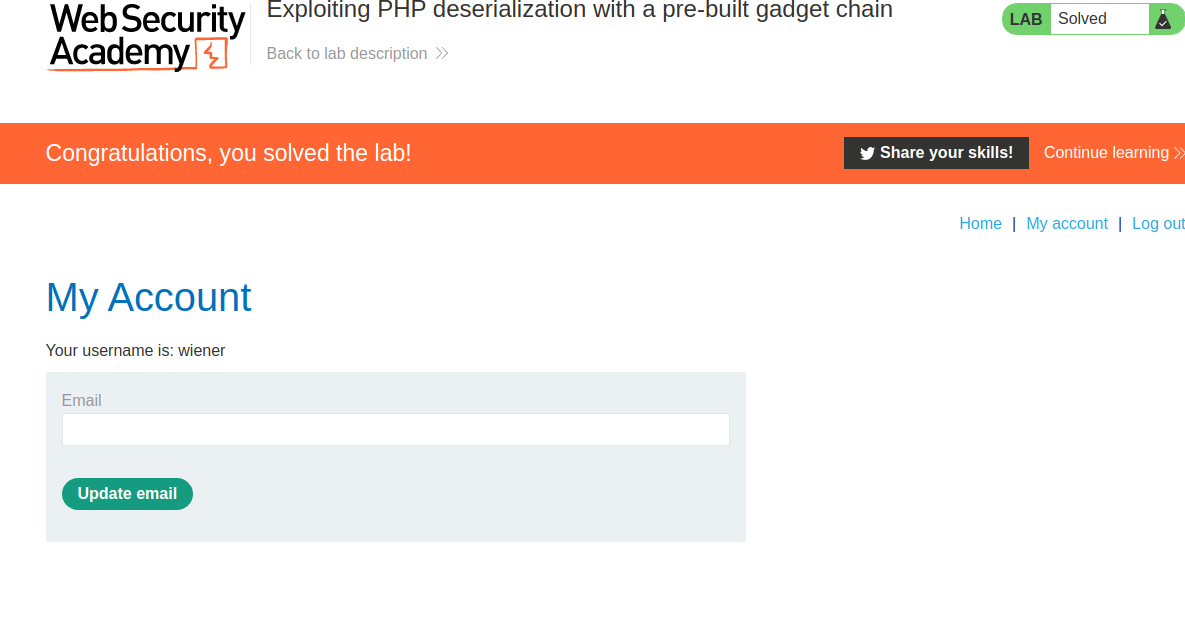 Web Security
Academy
Exploiting PHP deserialization with a pre-built gadget chain
Back to lab description
LAB Solved
Congratulations, you solved the lab!
Share your skills!
Continue learning
Home | My account | Log out
My Account
Your username is: wiener
Email
Update email